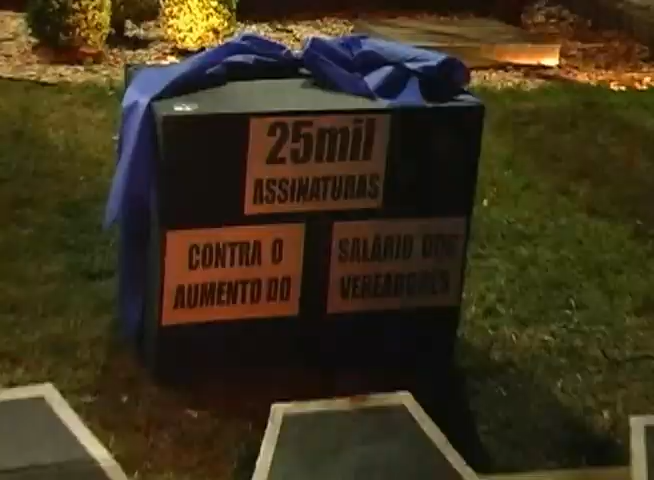 25mil
ASSINATURAS
CONTRA O
AUMENTO DO
SALÁRIO DOS
VEREADORES